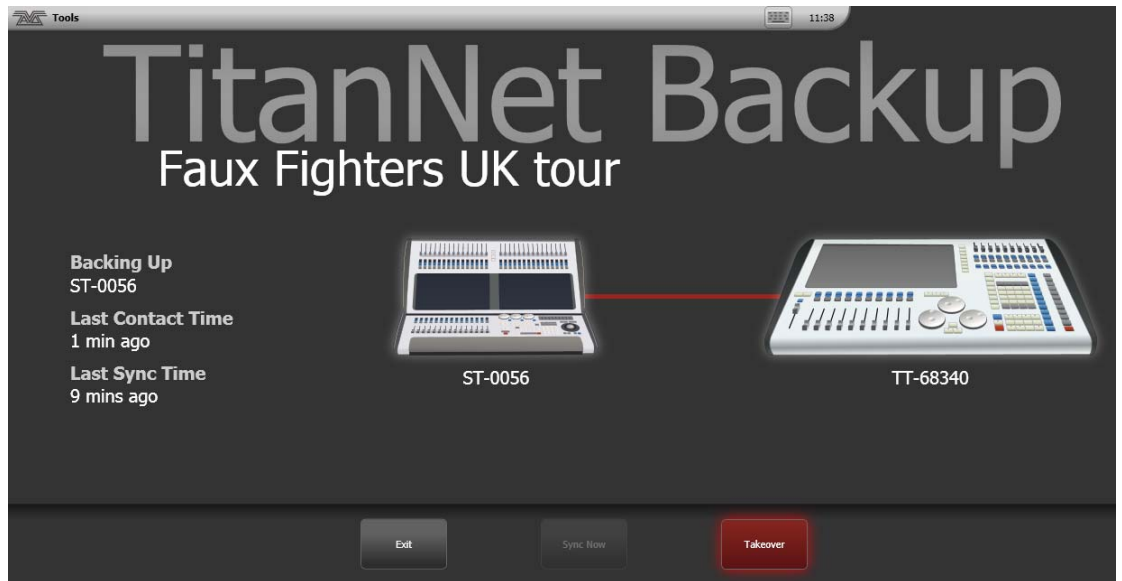 Tools
11:38
TitanNet Backup
Faux Fighters UK tour
Backing Up
ST-0056
Last Contact Time
1 min ago
Last Sync Time
9 mins ago
ST-0056
TT-68340
Exit
Sync Now
Takeover